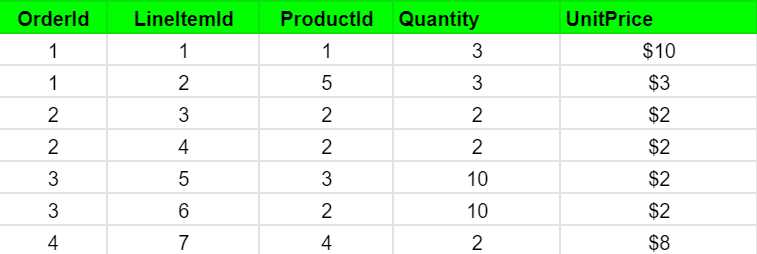 OrderId LineItemId ProductId Quantity UnitPrice
1 1 1 3 $10
1 2 5 3 $3
2 3 2 2 $2
2 4 2 2 $2
3 5 3 10 $2
3 6 2 10 $2
4 7 4 2 $8